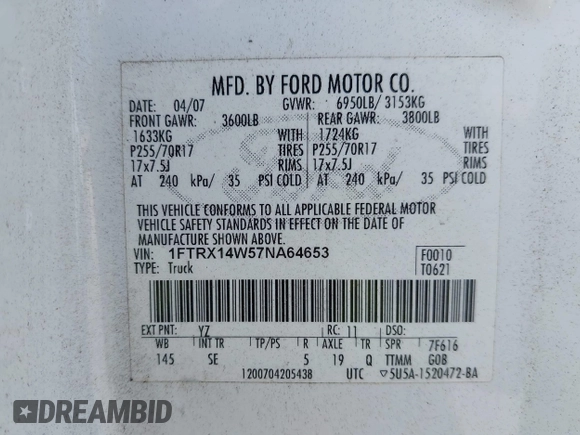 MFD. BY FORD MOTOR CO.
DATE: 04/07 GVWR: 6950LB/ 3153KG
FRONT GAWR: 3600LB REAR GAWR: 3800LB
1633KG WITH 1724KG WITH
P255/70R17 TIRES P255/70R17 TIRES
17x7.5J RIMS 17x7.5J RIMS
AT 240 kPa/ 35 PSI COLD AT 240 kPa/ 35 PSI COLD
THIS VEHICLE CONFORMS TO ALL APPLICABLE FEDERAL MOTOR
VEHICLE SAFETY STANDARDS IN EFFECT ON THE DATE OF
MANUFACTURE SHOWN ABOVE.
VIN: 1FTRX14W57NA64653 F0010
TYPE: Truck T0621
EXT PNT: YZ RC: 11 DSO:
WB INT TR TP/PS R AXLE TR SPR 7F616
145 SE 5 19 Q TTMM G0B
1200704205438 UTC ▽5U5A-1520472-BA
DREAMBID
Ford